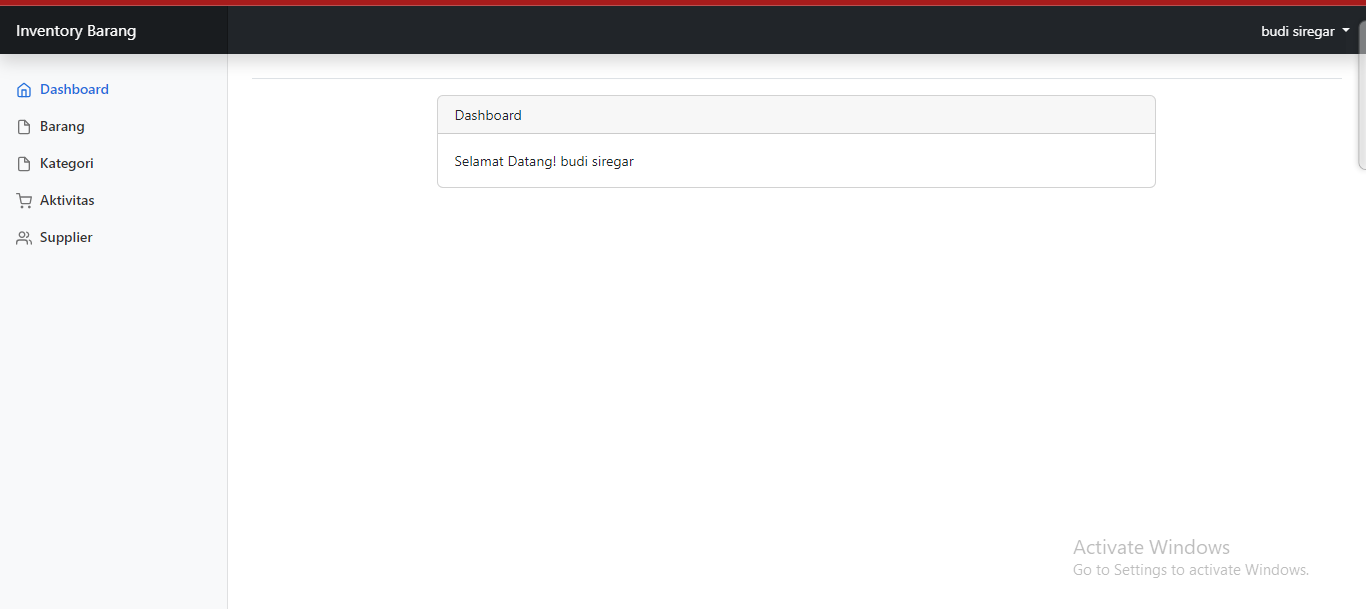 Inventory Barang
budi siregar
Dashboard
Barang
Kategori
Aktivitas
Supplier
Dashboard
Selamat Datang! budi siregar
Activate Windows
Go to Settings to activate Windows.